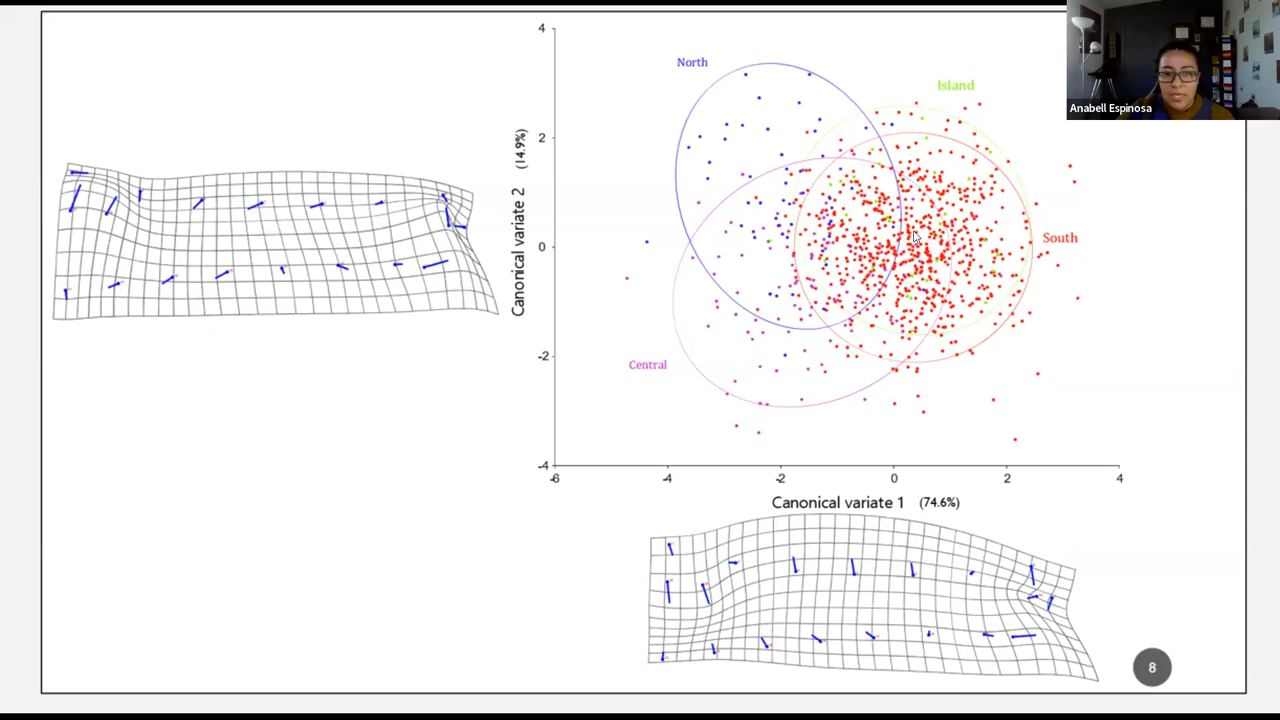 Anabell Espinosa
4
North
Island
2
(14.9%)
Canonical variate 2
0
South
-2
Central
-4
-6
-4
-2
0
2
4
Canonical variate 1 (74.6%)
8